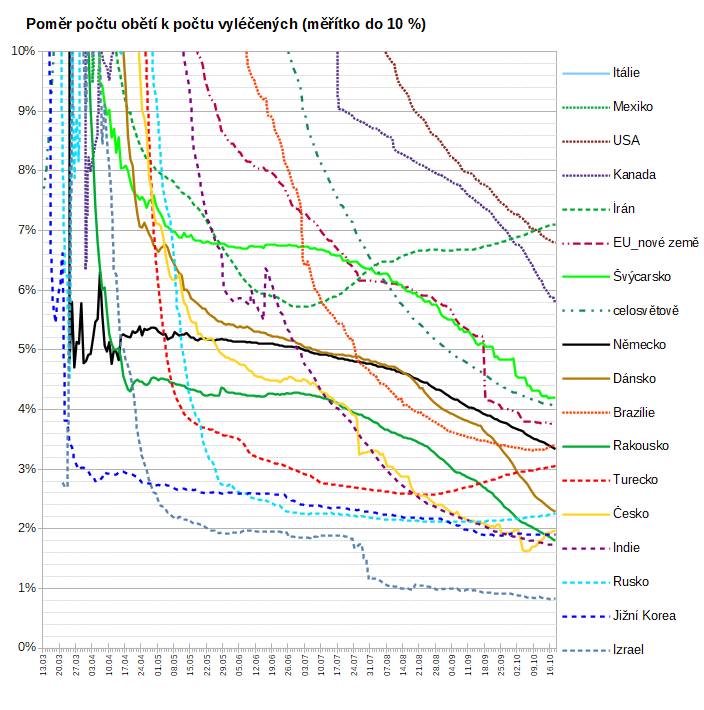 Poměr počtu obětí k počtu vyléčených (měřítko do 10 %)
10%
9%
8%
7%
6%
5%
4%
3%
2%
1%
0%
13.03
20.03
27.03
03.04
10.04
17.04
24.04
01.05
08.05
15.05
22.05
29.05
05.06
12.06
19.06
26.06
03.07
10.07
17.07
24.07
31.07
07.08
14.08
21.08
28.08
04.09
11.09
18.09
25.09
02.10
09.10
16.10
Itálie
Mexiko
USA
Kanada
Írán
EU_nové země
Švýcarsko
celosvětově
Německo
Dánsko
Brazílie
Rakousko
Turecko
Česko
Indie
Rusko
Jižní Korea
Izrael